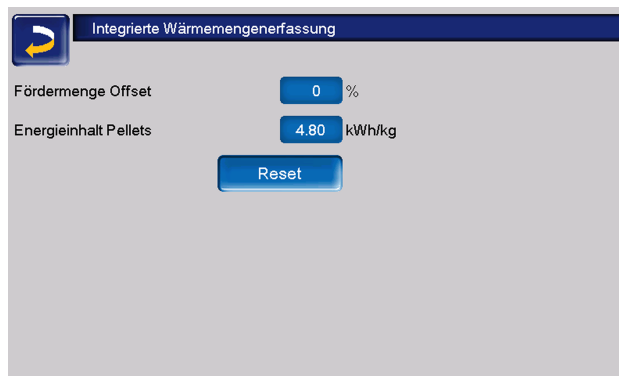 Integrierte Wärmemengenerfassung
Fördermenge Offset 0 %
Energieinhalt Pellets 4.80 kWh/kg
Reset